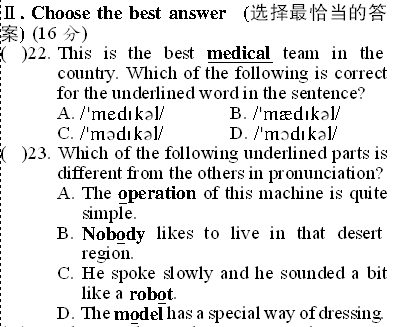 Ⅱ. Choose the best answer (选择最恰当的答
案) (16 分)
( )22. This is the best medical team in the
country. Which of the following is correct
for the underlined word in the sentence?
A. /'medɪkəl/ B. /'mædɪkəl/
C. /'mədɪkəl/ D. /'mɔdɪkəl/
( )23. Which of the following underlined parts is
different from the others in pronunciation?
A. The operation of this machine is quite
simple.
B. Nobody likes to live in that desert
region.
C. He spoke slowly and he sounded a bit
like a robot.
D. The model has a special way of dressing.